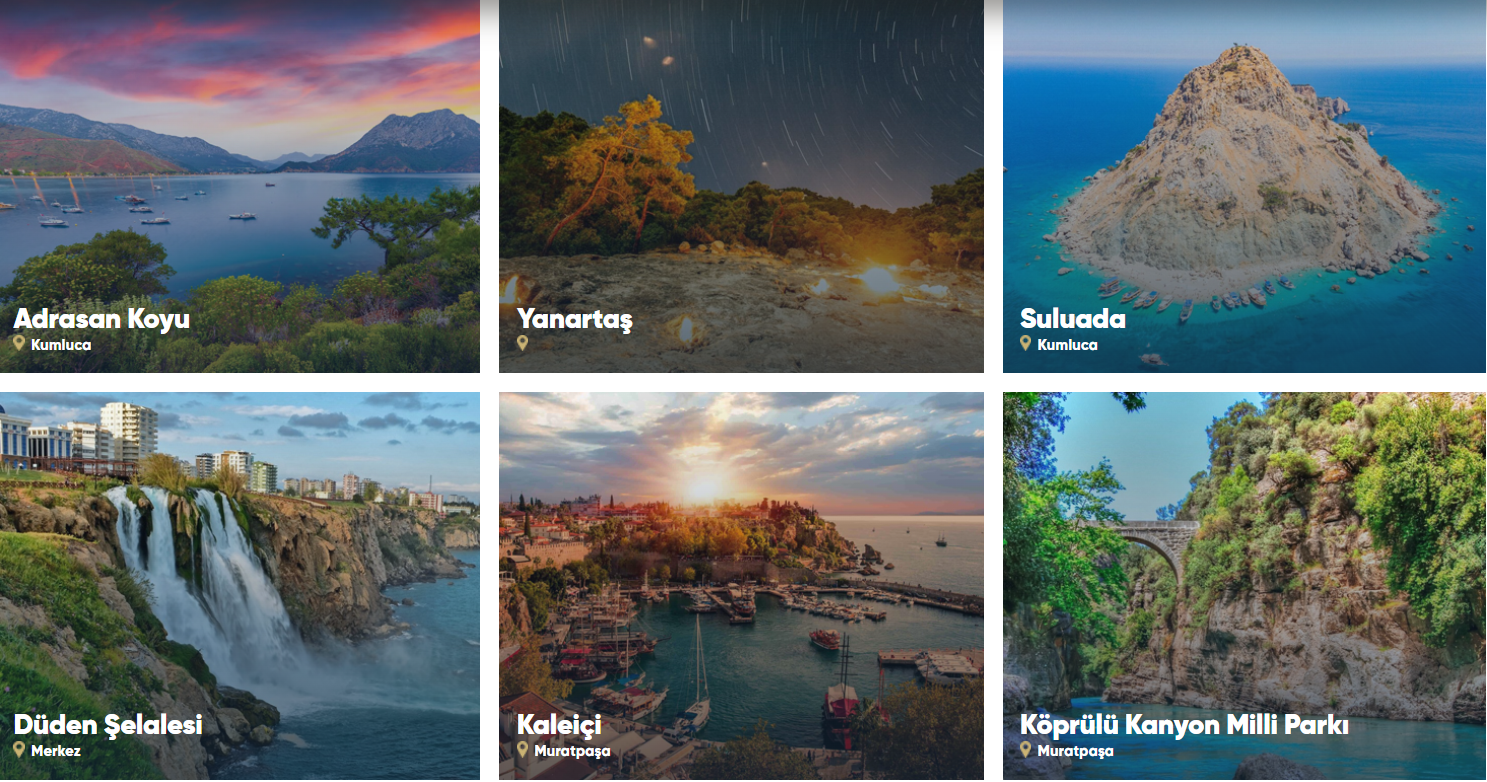 Adrasan Koyu
Kumluca
Yanartaş
Suluada
Kumluca
Düden Şelalesi
Merkez
Kaleiçi
Muratpaşa
Köprülü Kanyon Milli Parkı
Muratpaşa